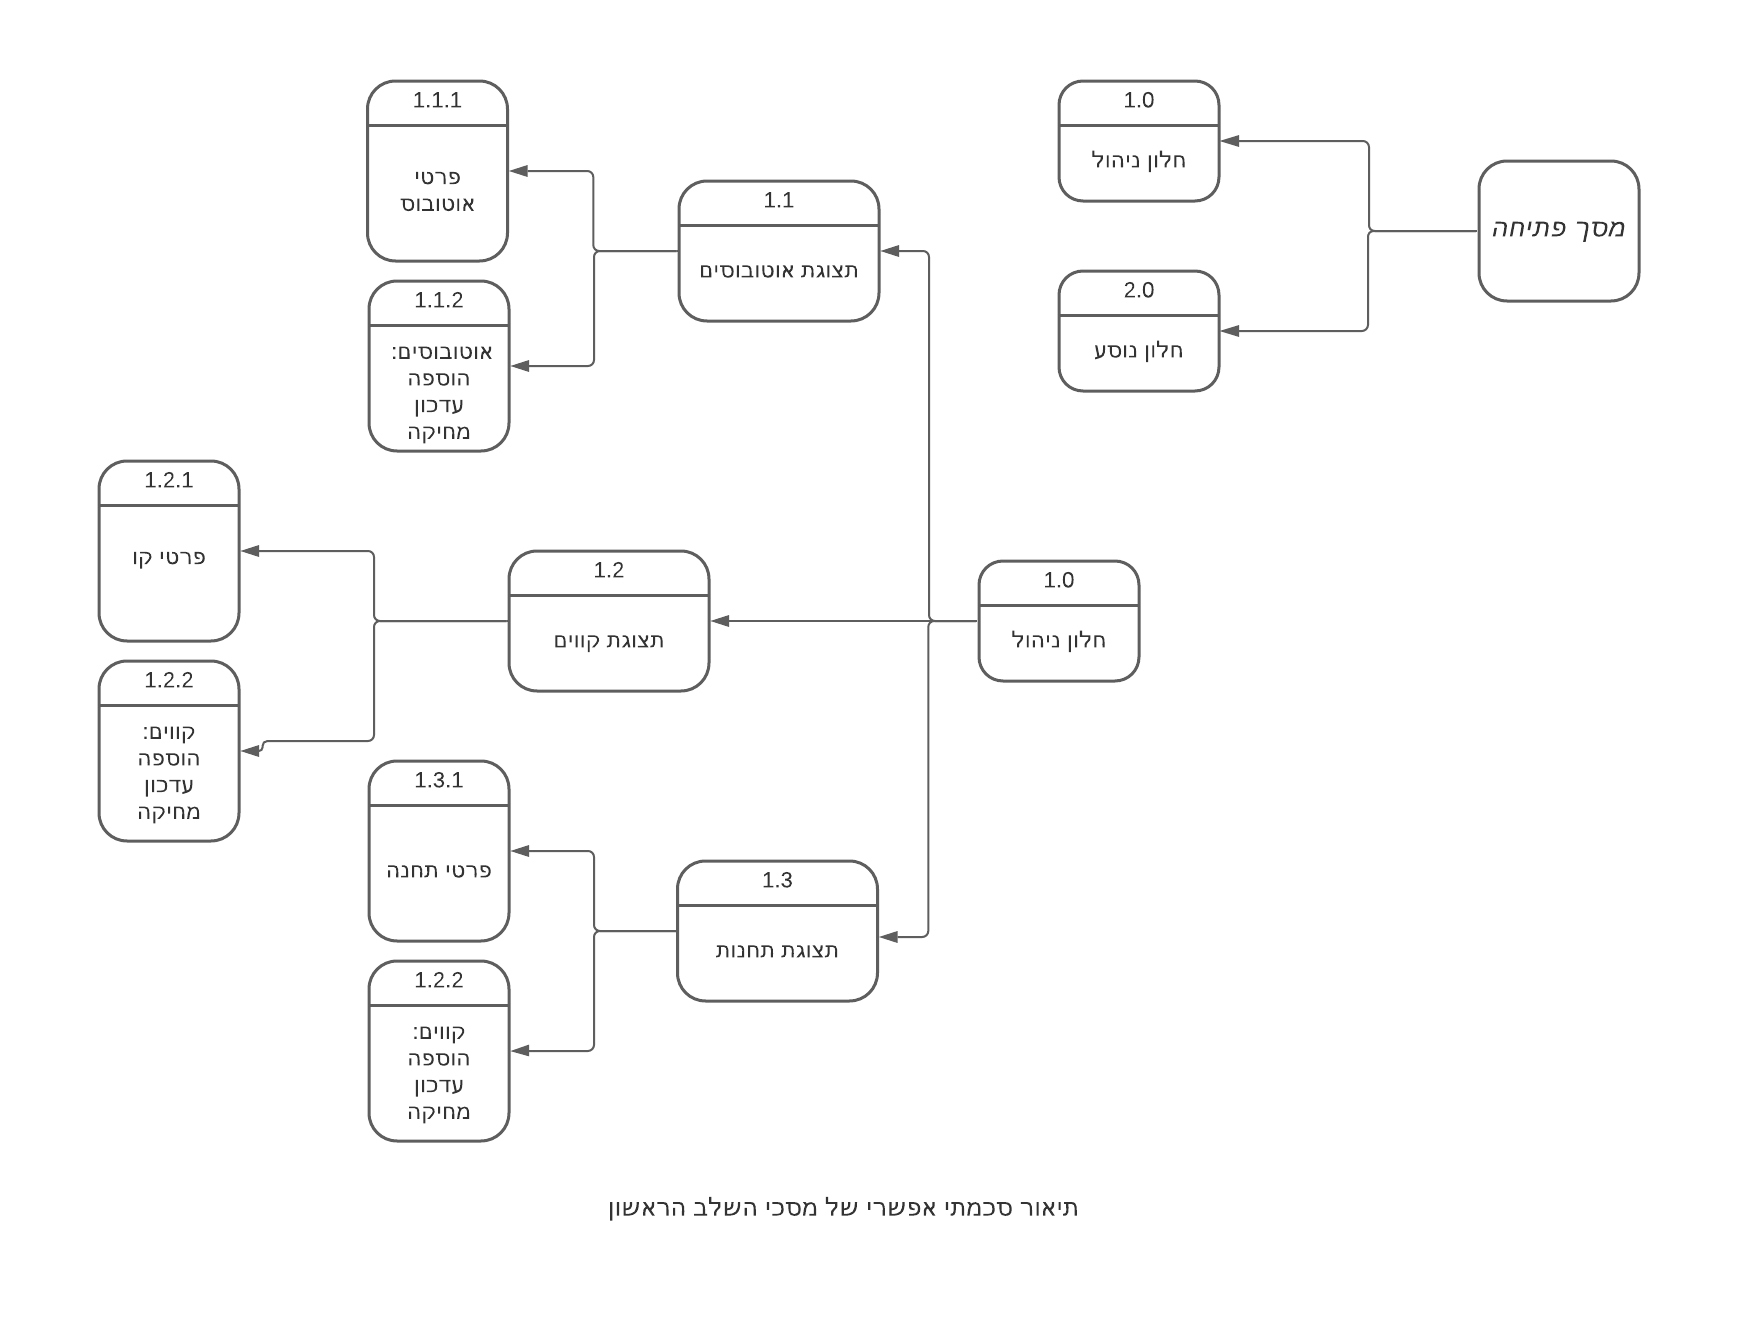 מסך פתיחה
1.0
חלון ניהול
2.0
חלון נוסע
1.0
חלון ניהול
1.1
תצוגת אוטובוסים
1.1.1
פרטי
אוטובוס
1.1.2
אוטובוסים:
הוספה
עדכון
מחיקה
1.2
תצוגת קווים
1.2.1
פרטי קו
1.2.2
קווים:
הוספה
עדכון
מחיקה
1.3
תצוגת תחנות
1.3.1
פרטי תחנה
1.2.2
קווים:
הוספה
עדכון
מחיקה
תיאור סכמתי אפשרי של מסכי השלב הראשון